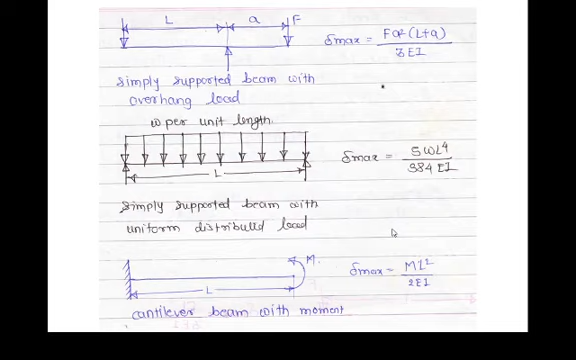 L a F
δmax = Fa²(L+a) / 3EI
simply supported beam with
overhang load
w per unit length.
L
δmax = 5WL⁴ / 384 EI
simply supported beam with
uniform distributed load
M.
L
δmax = ML² / 2EI
cantilever beam with moment